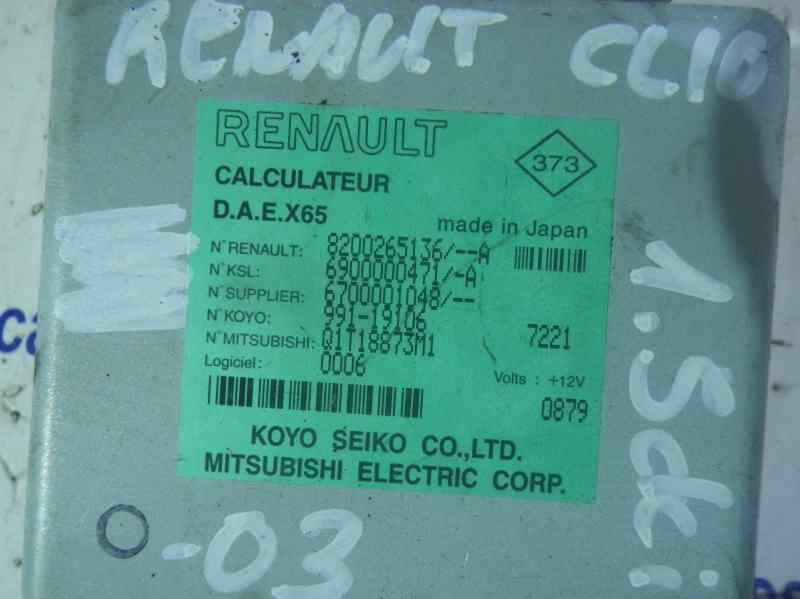 RENAULT CLIO
RENAULT
373
CALCULATEUR
D.A.E.X65
made in Japan
N°RENAULT: 8200265136/--A
N°KSL: 6900000471/-A
N°SUPPLIER: 6700001048/--
N°KOYO: 991-19106
N°MITSUBISHI: Q1T18873M1 7221
Logiciel: 0006
Volts : +12V
0879
KOYO SEIKO CO.,LTD.
MITSUBISHI ELECTRIC CORP.
1.5dci
-03